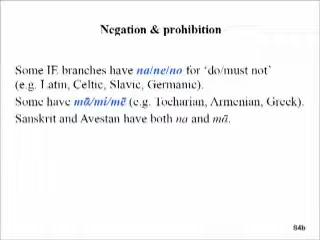 Negation & prohibition
Some IE branches have na/ne/no for ‘do/must not’
(e.g. Latin, Celtic, Slavic, Germanic).
Some have mā/mi/mē (e.g. Tocharian, Armenian, Greek).
Sanskrit and Avestan have both na and mā.
S4b